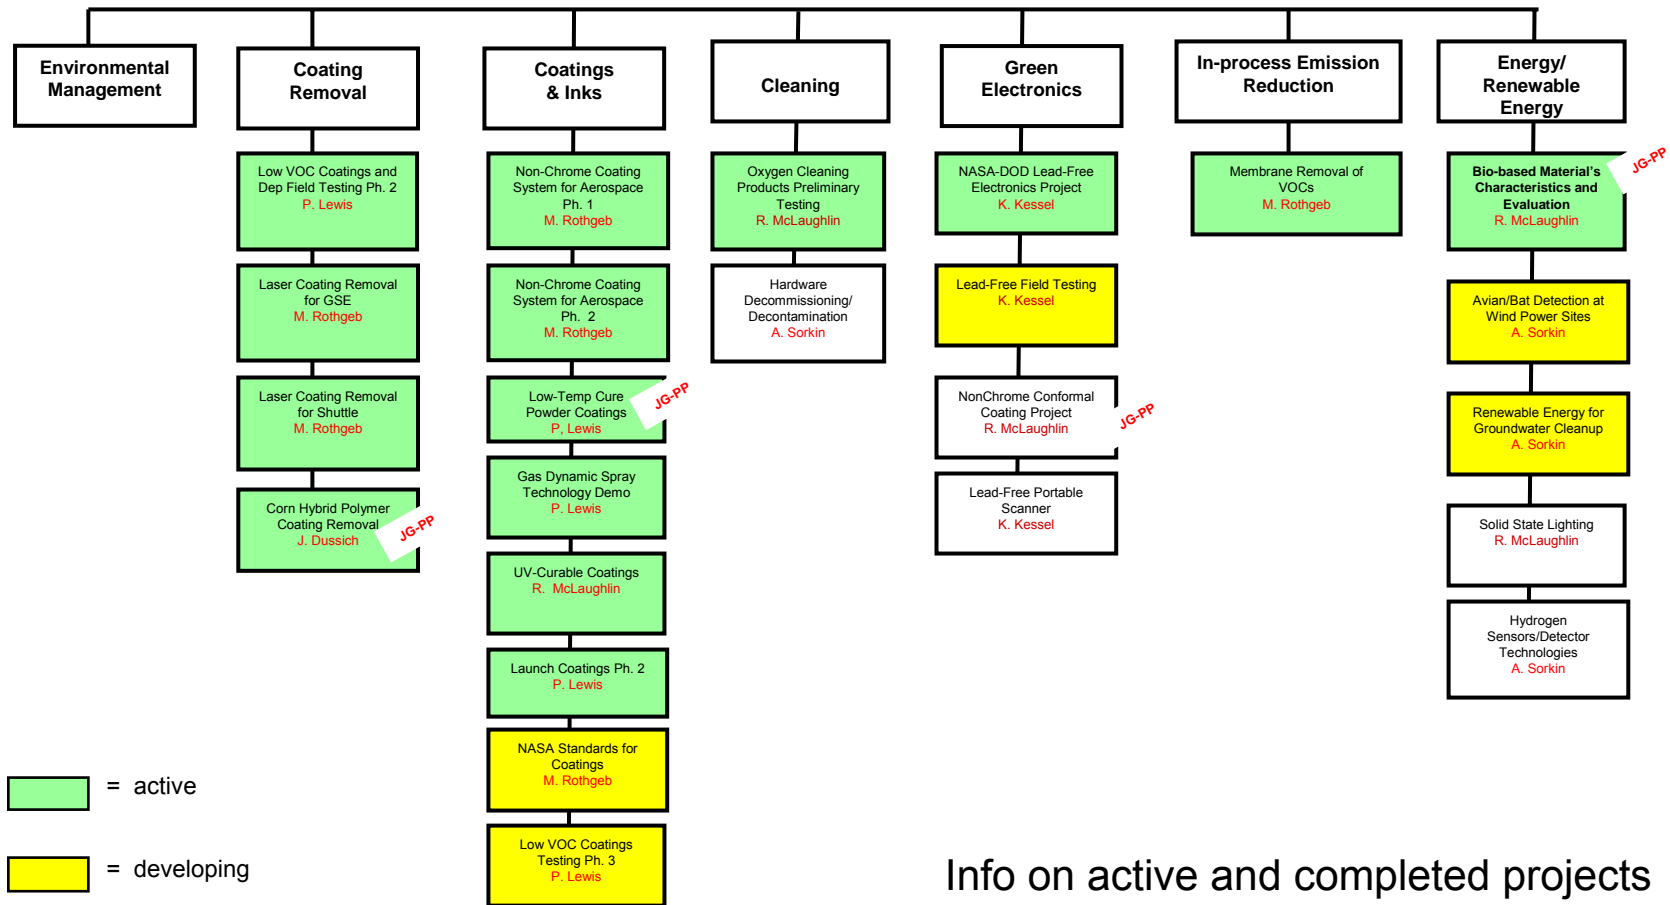 Environmental
Management
Coating
Removal
Coatings
& Inks
Cleaning
Green
Electronics
In-process Emission
Reduction
Energy/
Renewable
Energy
Low VOC Coatings and
Dep Field Testing Ph. 2
P. Lewis
Laser Coating Removal
for GSE
M. Rothgeb
Laser Coating Removal
for Shuttle
M. Rothgeb
Corn Hybrid Polymer
Coating Removal
J. Dussich
JG-PP
Non-Chrome Coating
System for Aerospace
Ph. 1
M. Rothgeb
Non-Chrome Coating
System for Aerospace
Ph. 2
M. Rothgeb
Low-Temp Cure
Powder Coatings
P, Lewis
JG-PP
Gas Dynamic Spray
Technology Demo
P. Lewis
UV-Curable Coatings
R. McLaughlin
Launch Coatings Ph. 2
P. Lewis
NASA Standards for
Coatings
M. Rothgeb
Low VOC Coatings
Testing Ph. 3
P. Lewis
Oxygen Cleaning
Products Preliminary
Testing
R. McLaughlin
Hardware
Decommissioning/
Decontamination
A. Sorkin
NASA-DOD Lead-Free
Electronics Project
K. Kessel
Lead-Free Field Testing
K. Kessel
NonChrome Conformal
Coating Project
R. McLaughlin
JG-PP
Lead-Free Portable
Scanner
K. Kessel
Membrane Removal of
VOCs
M. Rothgeb
Bio-based Material's
Characteristics and
Evaluation
R. McLaughlin
JG-PP
Avian/Bat Detection at
Wind Power Sites
A. Sorkin
Renewable Energy for
Groundwater Cleanup
A. Sorkin
Solid State Lighting
R. McLaughlin
Hydrogen
Sensors/Detector
Technologies
A. Sorkin
= active
= developing
Info on active and completed projects